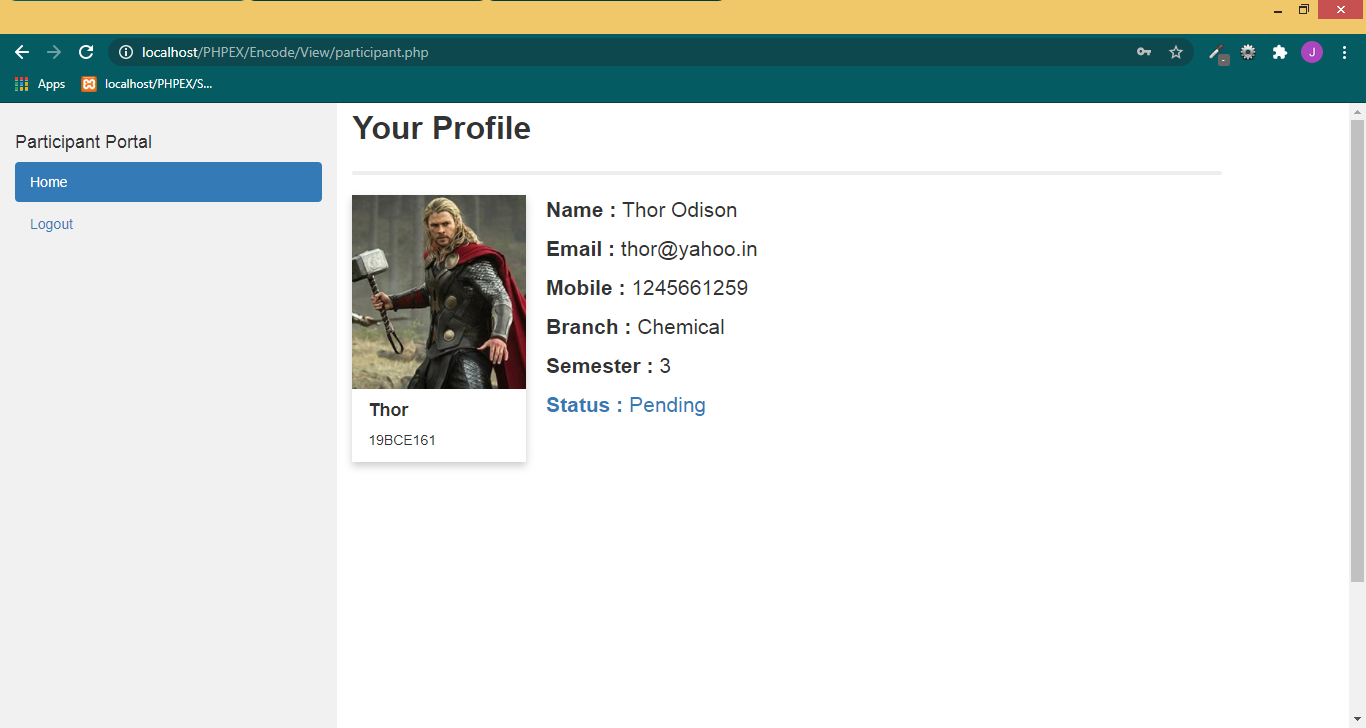 localhost/PHPEX/Encode/View/participant.php
J
Apps localhost/PHPEX/S...
Participant Portal
Home
Logout
Your Profile
Name : Thor Odison
Email : thor@yahoo.in
Mobile : 1245661259
Branch : Chemical
Semester : 3
Status : Pending
Thor
19BCE161